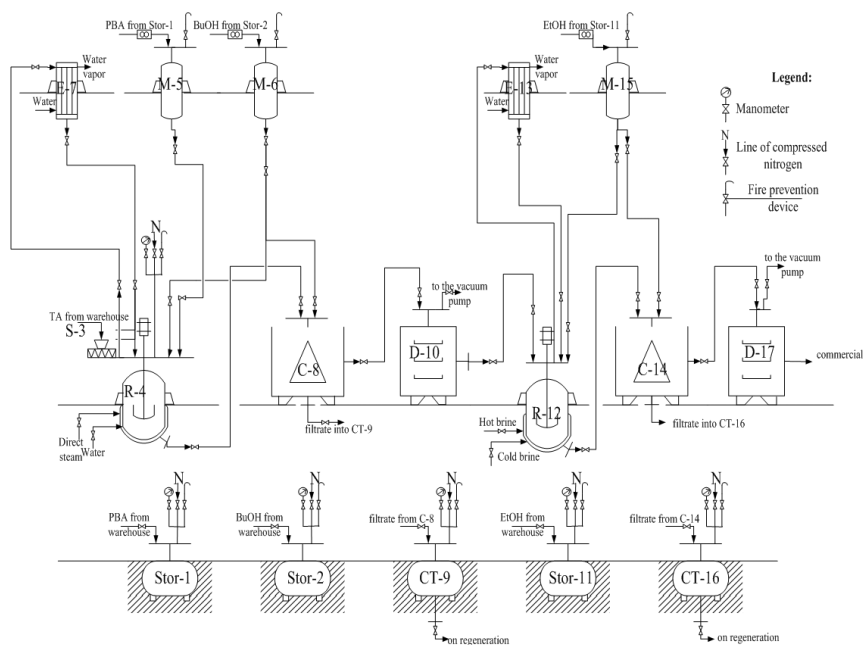 PBA from Stor-1
BuOH from Stor-2
EtOH from Stor-11
Water
vapor
E-7
Water
M-5
M-6
Water
vapor
E-13
Water
M-15
Legend:
Manometer
N
Line of compressed
nitrogen
Fire prevention
device
N
TA from warehouse
S-3
R-4
Direct
steam
Water
to the vacuum
pump
C-8
D-10
filtrate into CT-9
R-12
Hot brine
Cold brine
to the vacuum
pump
C-14
D-17
commercial
filtrate into CT-16
N
PBA from
warehouse
Stor-1
N
BuOH from
warehouse
Stor-2
N
filtrate from C-8
CT-9
on regeneration
N
EtOH from
warehouse
Stor-11
N
filtrate from C-14
CT-16
on regeneration